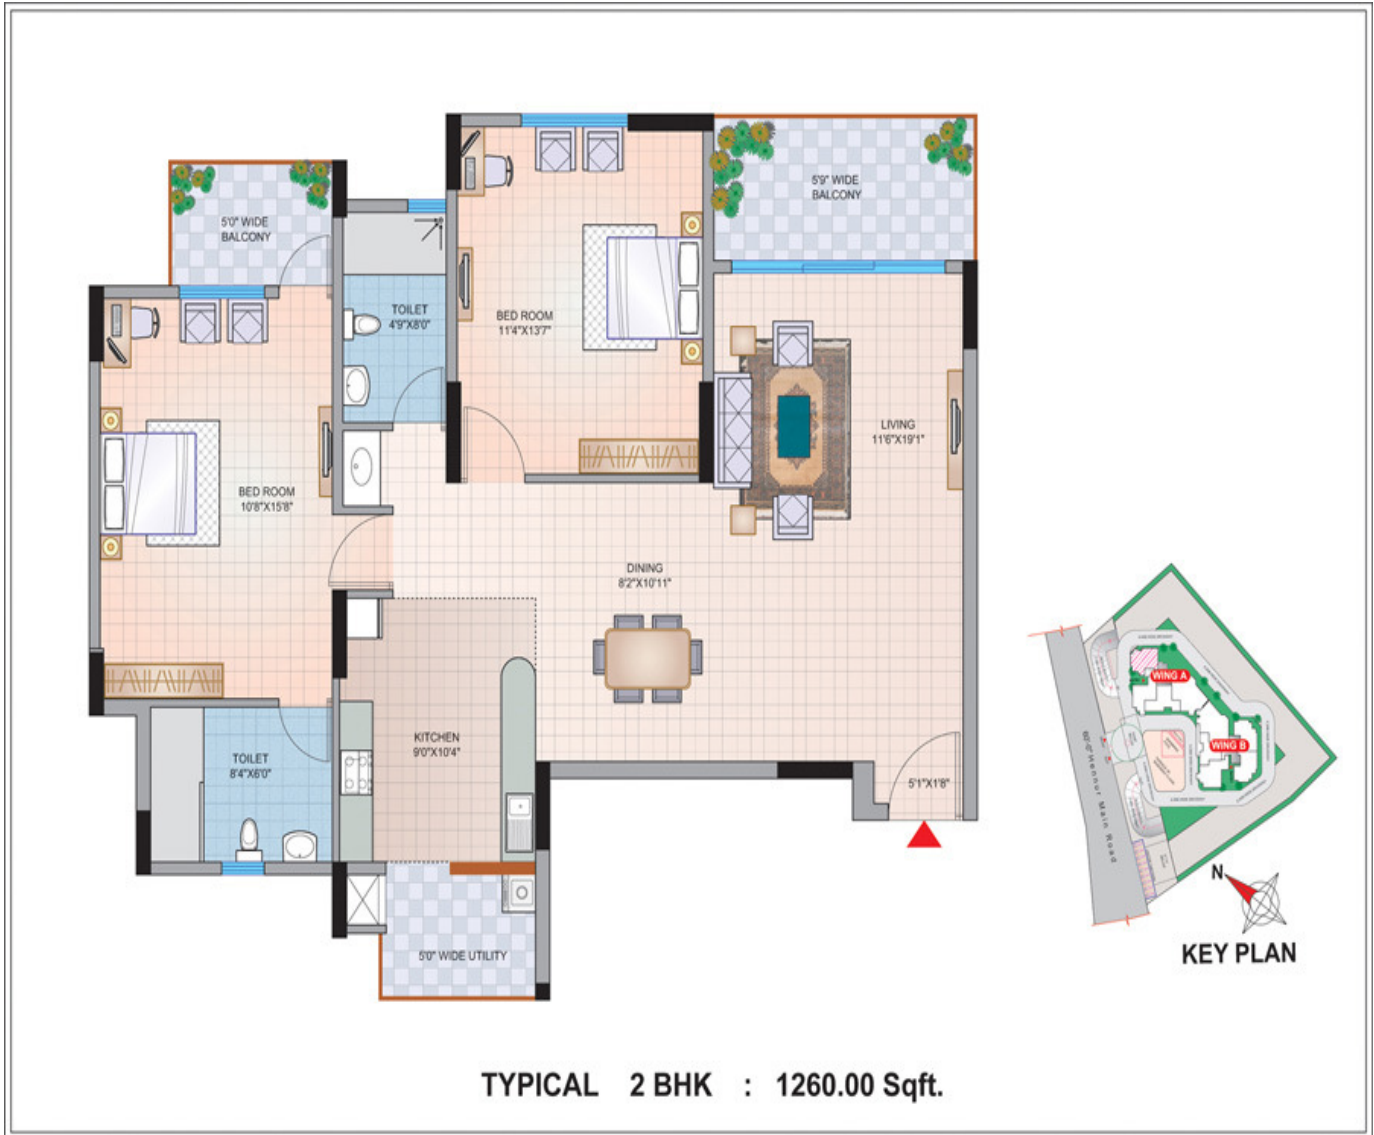 5'9" WIDE
BALCONY
5'0" WIDE
BALCONY
TOILET
4'9"X8'0"
BED ROOM
11'4"X13'7"
LIVING
11'6"X19'1"
BED ROOM
10'8"X15'8"
DINING
8'2"X10'11"
KITCHEN
9'0"X10'4"
TOILET
8'4"X6'0"
5'1"X1'8"
5'0" WIDE UTILITY
WING A
WING B
Hennur Main Road
N
KEY PLAN
TYPICAL 2 BHK : 1260.00 Sqft.